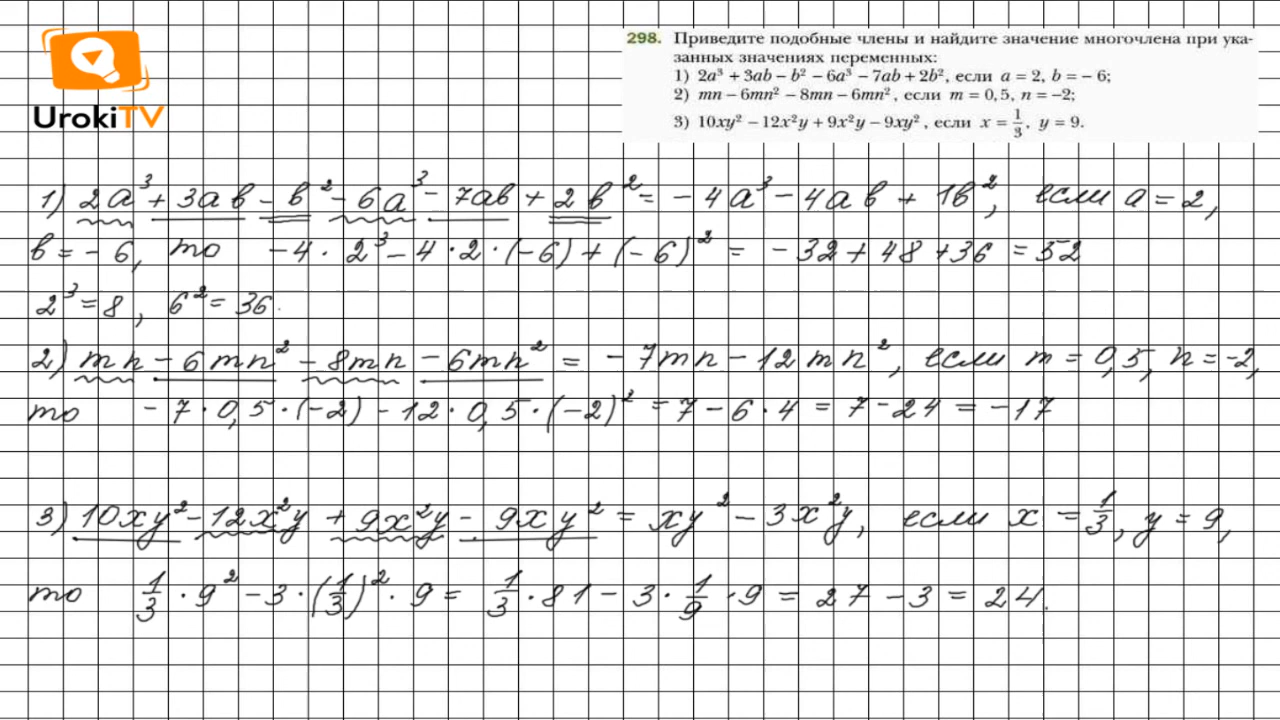 UrokiTV
298. Приведите подобные члены и найдите значение многочлена при ука-
занных значениях переменных:
1) 2a³ + 3ab – b² – 6a³ – 7ab + 2b², если a = 2, b = – 6;
2) mn – 6mn² – 8mn – 6mn², если m = 0,5, n = –2;
3) 10xy² – 12x²y + 9x²y – 9xy², если x = 1/3, y = 9.
1) 2a³ + 3ab – b² – 6a³ – 7ab + 2b² = – 4a³ – 4ab + 1b², если a = 2,
b = – 6, то –4 · 2³ – 4 · 2 · (–6) + (–6)² = – 32 + 48 + 36 = 52
2³ = 8, 6² = 36.
2) mn – 6mn² – 8mn – 6mn² = – 7mn – 12mn², если m = 0,5, n = –2,
то – 7 · 0,5 · (–2) – 12 · 0,5 · (–2)² = 7 – 6 · 4 = 7 – 24 = –17
3) 10xy² – 12x²y + 9x²y – 9xy² = xy² – 3x²y, если x = 1/3, y = 9,
то 1/3 · 9² – 3 · (1/3)² · 9 = 1/3 · 81 – 3 · 1/9 · 9 = 27 – 3 = 24.